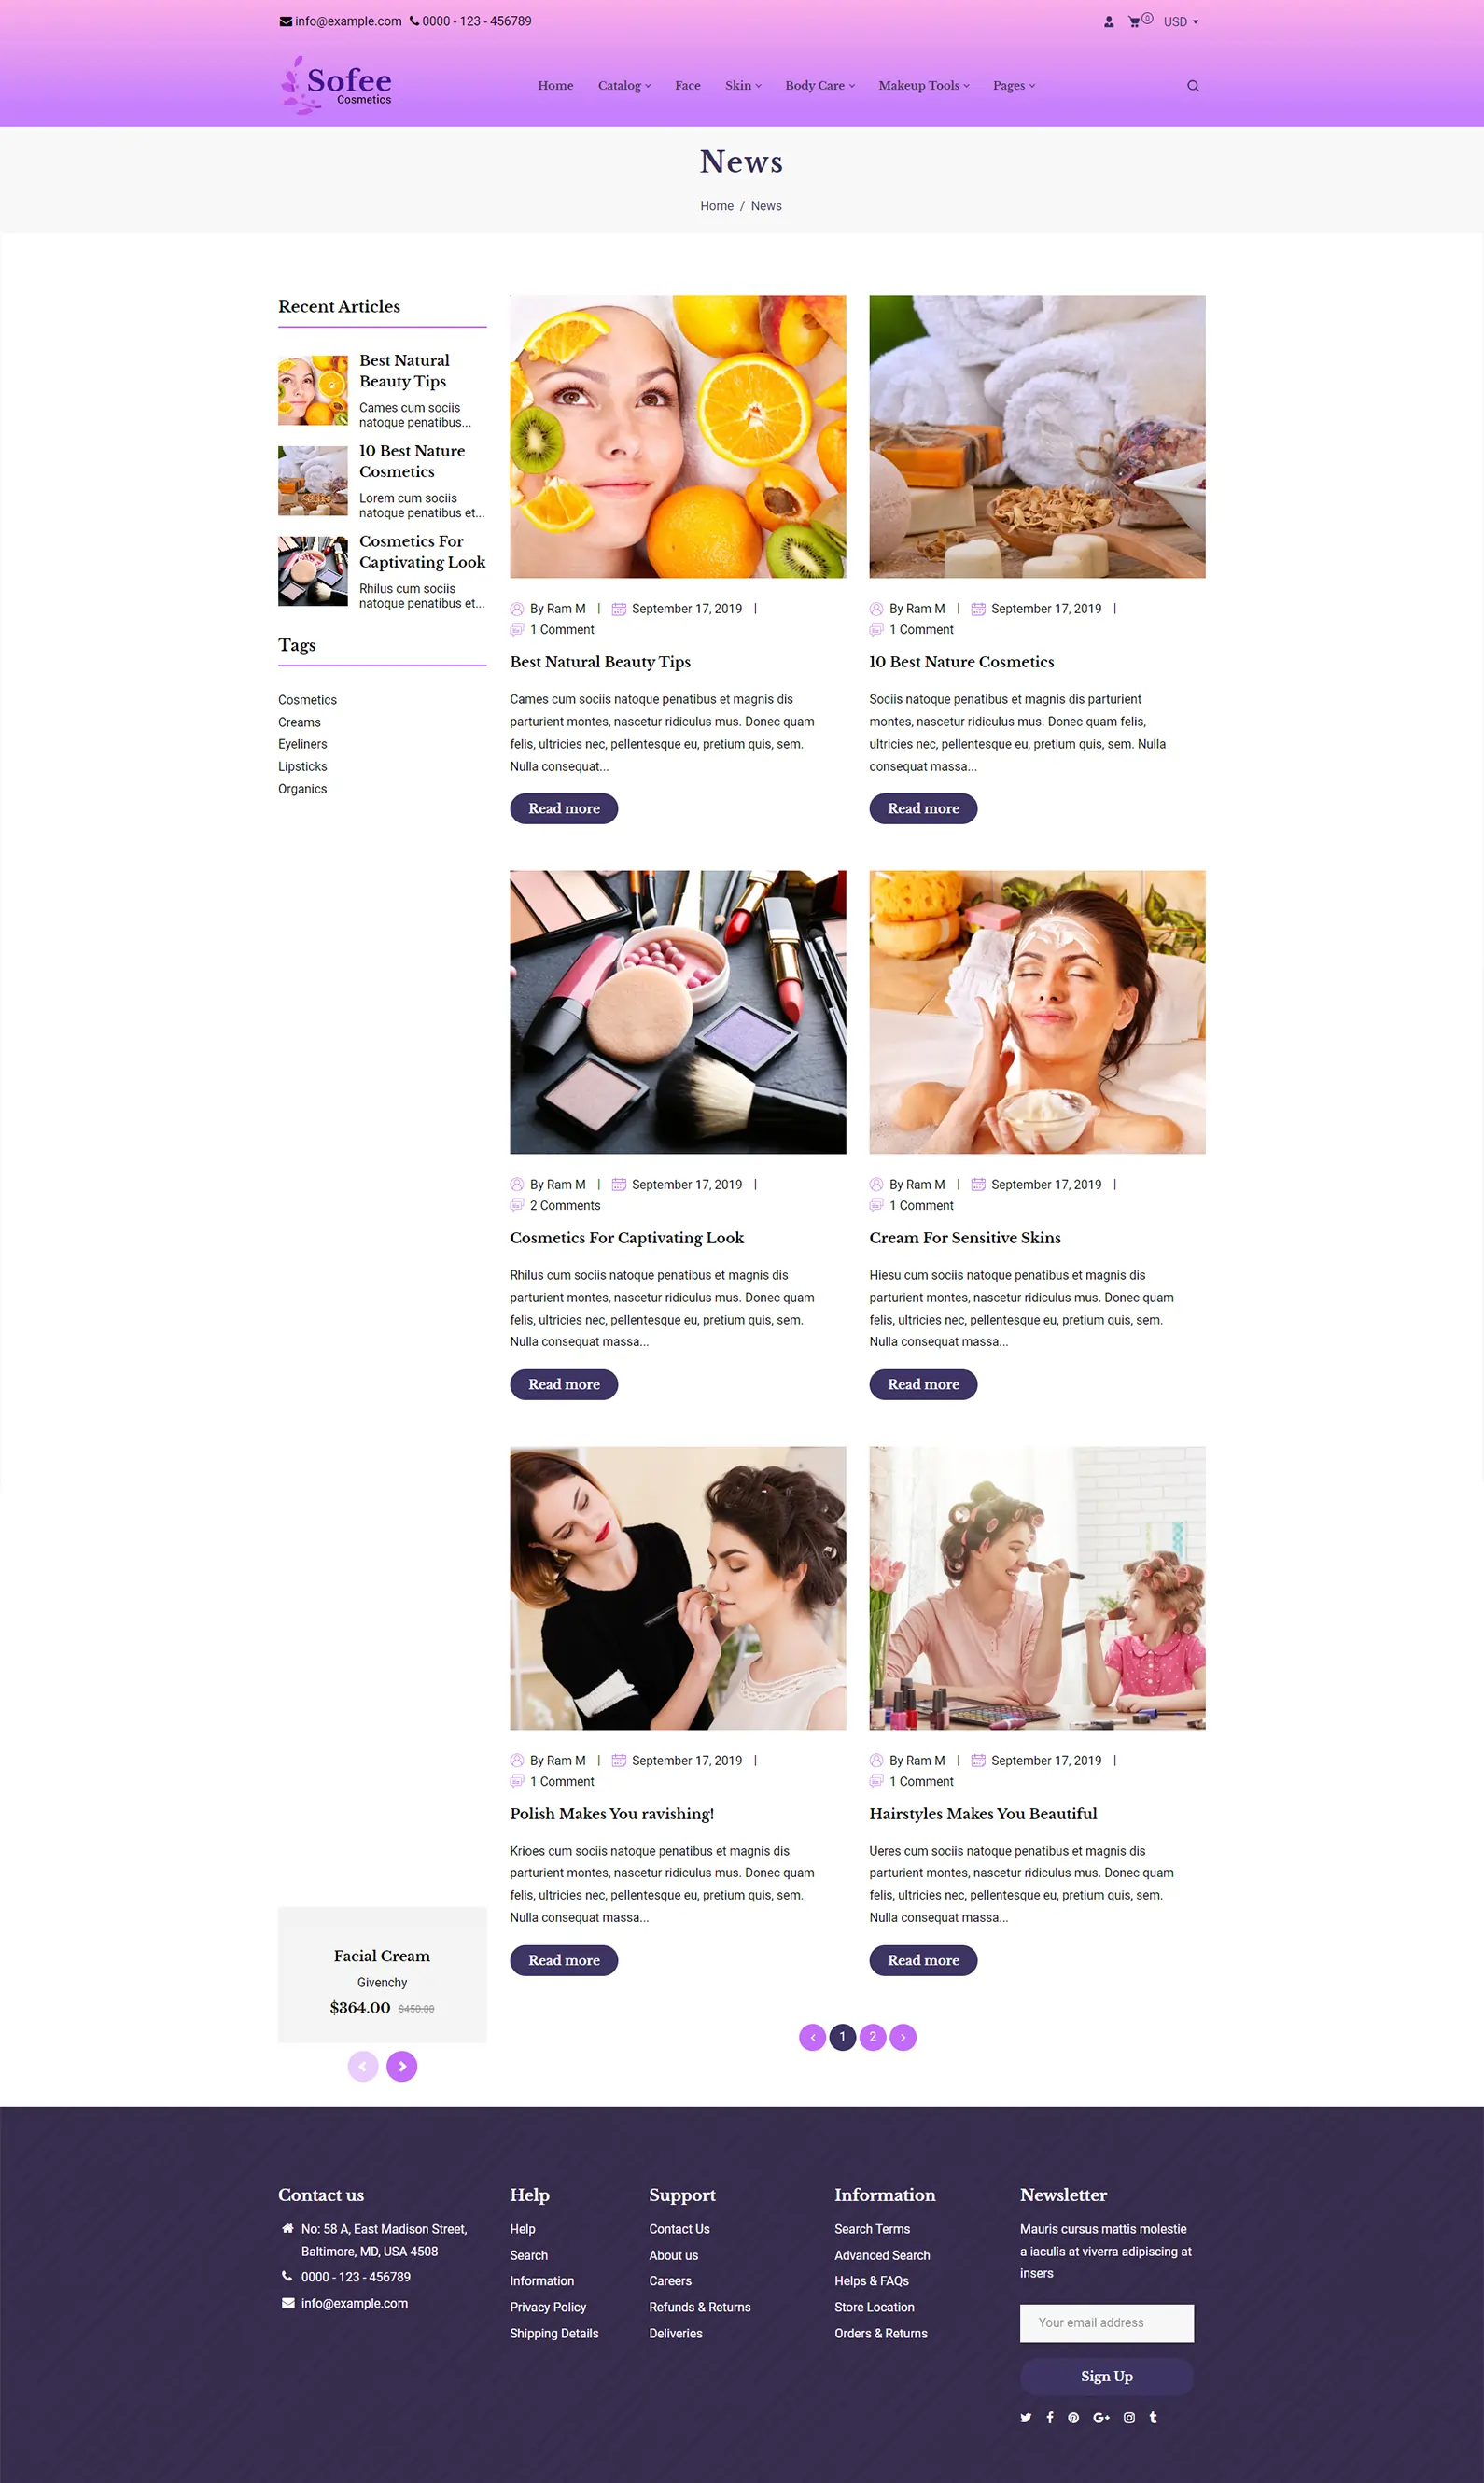 info@example.com 0000 - 123 - 456789
0 USD
Sofee
Cosmetics
Home Catalog Face Skin Body Care Makeup Tools Pages
News
Home / News
Recent Articles
Best Natural
Beauty Tips
Cames cum sociis
natoque penatibus...
10 Best Nature
Cosmetics
Lorem cum sociis
natoque penatibus et...
Cosmetics For
Captivating Look
Rhilus cum sociis
natoque penatibus et...
Tags
Cosmetics
Creams
Eyeliners
Lipsticks
Organics
By Ram M | September 17, 2019 |
1 Comment
Best Natural Beauty Tips
Cames cum sociis natoque penatibus et magnis dis
parturient montes, nascetur ridiculus mus. Donec quam
felis, ultricies nec, pellentesque eu, pretium quis, sem.
Nulla consequat...
Read more
By Ram M | September 17, 2019 |
1 Comment
10 Best Nature Cosmetics
Sociis natoque penatibus et magnis dis parturient
montes, nascetur ridiculus mus. Donec quam felis,
ultricies nec, pellentesque eu, pretium quis, sem. Nulla
consequat massa...
Read more
By Ram M | September 17, 2019 |
2 Comments
Cosmetics For Captivating Look
Rhilus cum sociis natoque penatibus et magnis dis
parturient montes, nascetur ridiculus mus. Donec quam
felis, ultricies nec, pellentesque eu, pretium quis, sem.
Nulla consequat massa...
Read more
By Ram M | September 17, 2019 |
1 Comment
Cream For Sensitive Skins
Hiesu cum sociis natoque penatibus et magnis dis
parturient montes, nascetur ridiculus mus. Donec quam
felis, ultricies nec, pellentesque eu, pretium quis, sem.
Nulla consequat massa...
Read more
By Ram M | September 17, 2019 |
1 Comment
Polish Makes You ravishing!
Krioes cum sociis natoque penatibus et magnis dis
parturient montes, nascetur ridiculus mus. Donec quam
felis, ultricies nec, pellentesque eu, pretium quis, sem.
Nulla consequat massa...
Read more
By Ram M | September 17, 2019 |
1 Comment
Hairstyles Makes You Beautiful
Ueres cum sociis natoque penatibus et magnis dis
parturient montes, nascetur ridiculus mus. Donec quam
felis, ultricies nec, pellentesque eu, pretium quis, sem.
Nulla consequat massa...
Read more
Facial Cream
Givenchy
$364.00 $450.00
1 2
Contact us
No: 58 A, East Madison Street,
Baltimore, MD, USA 4508
0000 - 123 - 456789
info@example.com
Help
Help
Search
Information
Privacy Policy
Shipping Details
Support
Contact Us
About us
Careers
Refunds & Returns
Deliveries
Information
Search Terms
Advanced Search
Helps & FAQs
Store Location
Orders & Returns
Newsletter
Mauris cursus mattis molestie
a iaculis at viverra adipiscing at
insers
Your email address
Sign Up